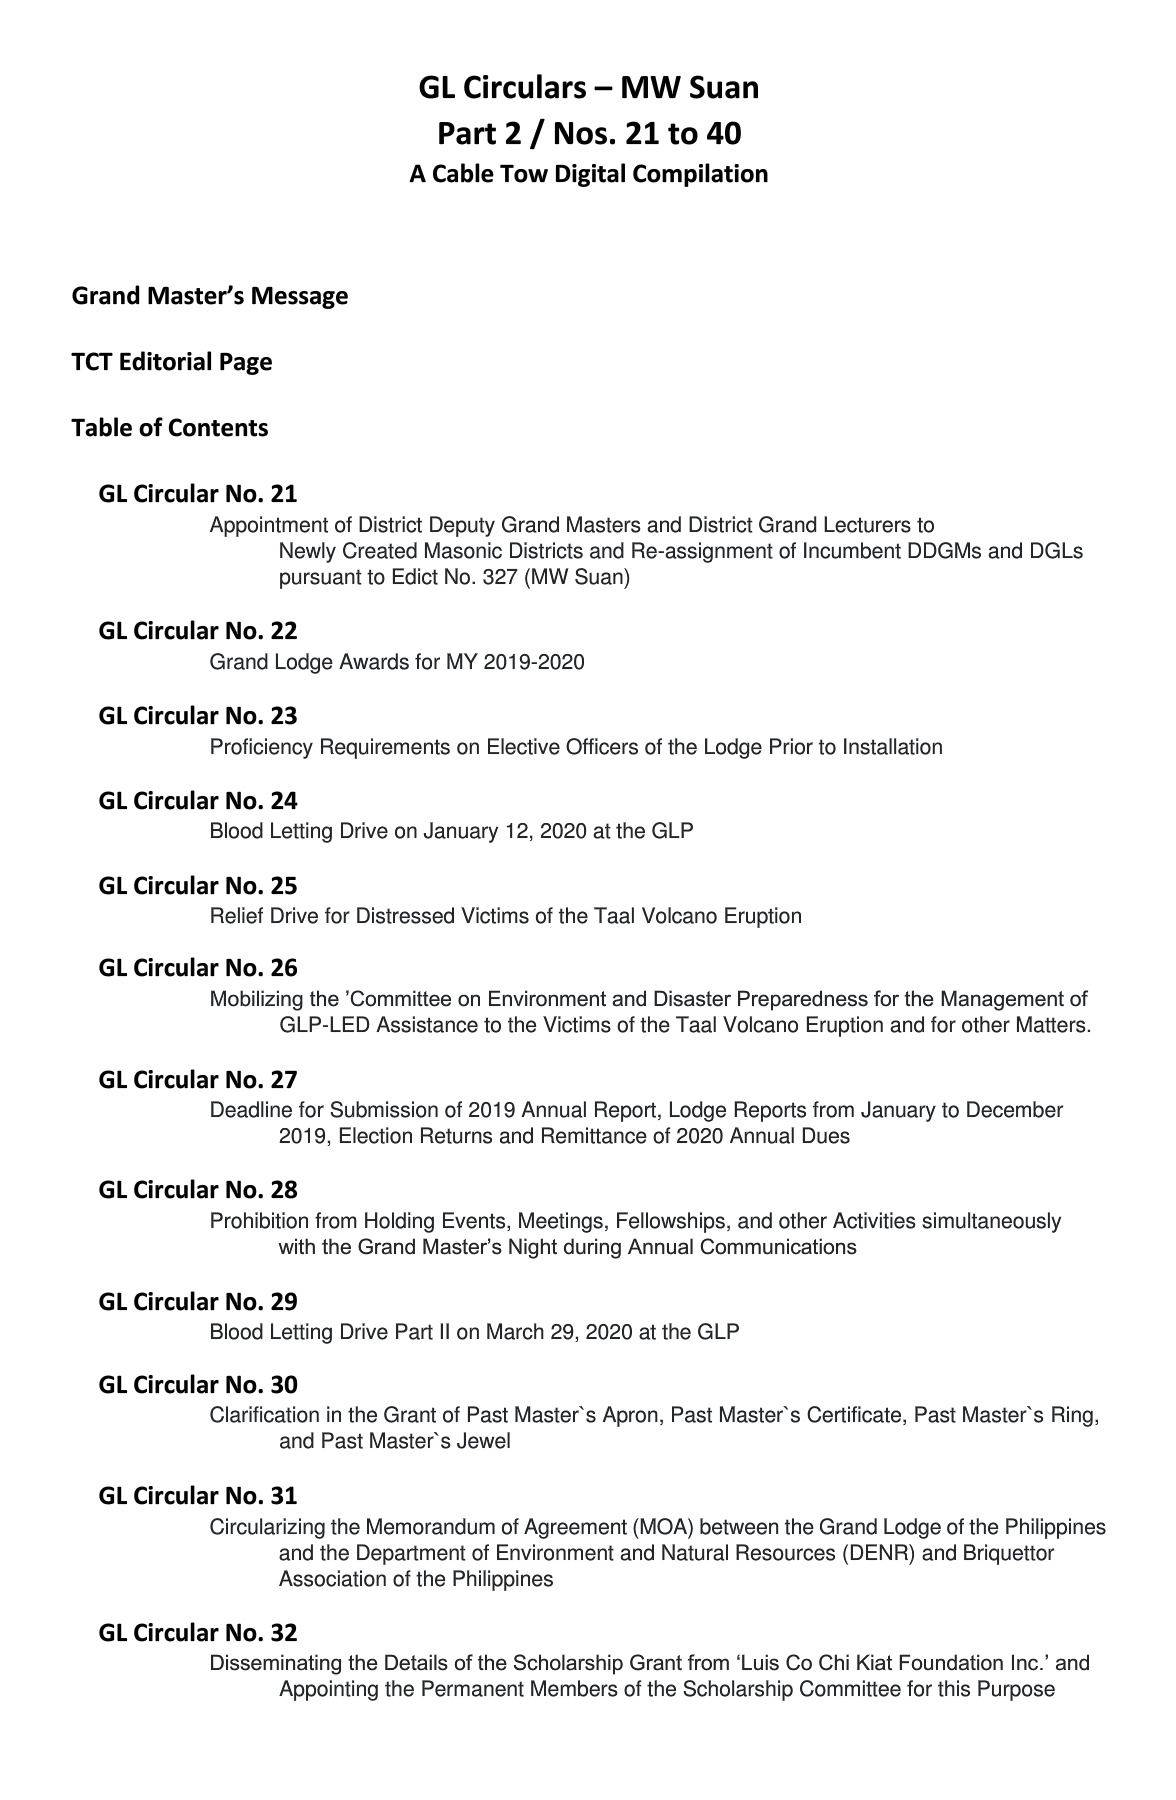 GL Circulars – MW Suan
Part 2 / Nos. 21 to 40
A Cable Tow Digital Compilation
Grand Master’s Message
TCT Editorial Page
Table of Contents
GL Circular No. 21
Appointment of District Deputy Grand Masters and District Grand Lecturers to
Newly Created Masonic Districts and Re-assignment of Incumbent DDGMs and DGLs
pursuant to Edict No. 327 (MW Suan)
GL Circular No. 22
Grand Lodge Awards for MY 2019-2020
GL Circular No. 23
Proficiency Requirements on Elective Officers of the Lodge Prior to Installation
GL Circular No. 24
Blood Letting Drive on January 12, 2020 at the GLP
GL Circular No. 25
Relief Drive for Distressed Victims of the Taal Volcano Eruption
GL Circular No. 26
Mobilizing the ’Committee on Environment and Disaster Preparedness for the Management of
GLP-LED Assistance to the Victims of the Taal Volcano Eruption and for other Matters.
GL Circular No. 27
Deadline for Submission of 2019 Annual Report, Lodge Reports from January to December
2019, Election Returns and Remittance of 2020 Annual Dues
GL Circular No. 28
Prohibition from Holding Events, Meetings, Fellowships, and other Activities simultaneously
with the Grand Master’s Night during Annual Communications
GL Circular No. 29
Blood Letting Drive Part II on March 29, 2020 at the GLP
GL Circular No. 30
Clarification in the Grant of Past Master`s Apron, Past Master`s Certificate, Past Master`s Ring,
and Past Master`s Jewel
GL Circular No. 31
Circularizing the Memorandum of Agreement (MOA) between the Grand Lodge of the Philippines
and the Department of Environment and Natural Resources (DENR) and Briquettor
Association of the Philippines
GL Circular No. 32
Disseminating the Details of the Scholarship Grant from ‘Luis Co Chi Kiat Foundation Inc.’ and
Appointing the Permanent Members of the Scholarship Committee for this Purpose